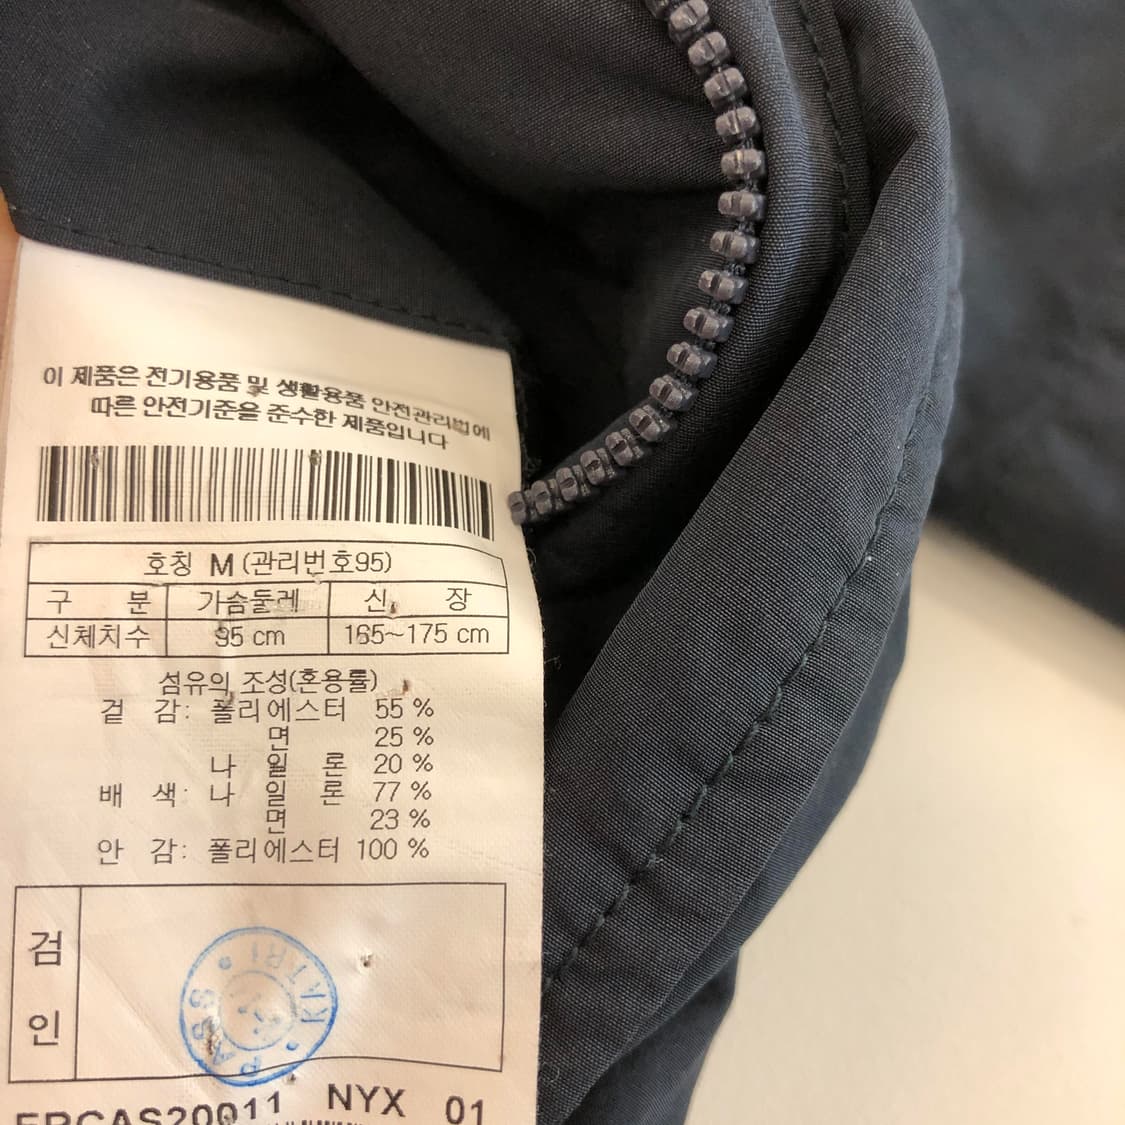 이 제품은 전기용품 및 생활용품 안전관리법에
따른 안전기준을 준수한 제품입니다
호칭 M (관리번호95)
구 분 가슴둘레 신 장
신체치수 95 cm 165~175 cm
섬유의 조성(혼용률)
겉 감: 폴리에스터 55 %
면 25 %
나 일 론 20 %
배 색: 나 일 론 77 %
면 23 %
안 감: 폴리에스터 100 %
검
인
KATRI
PASS
NYX 01